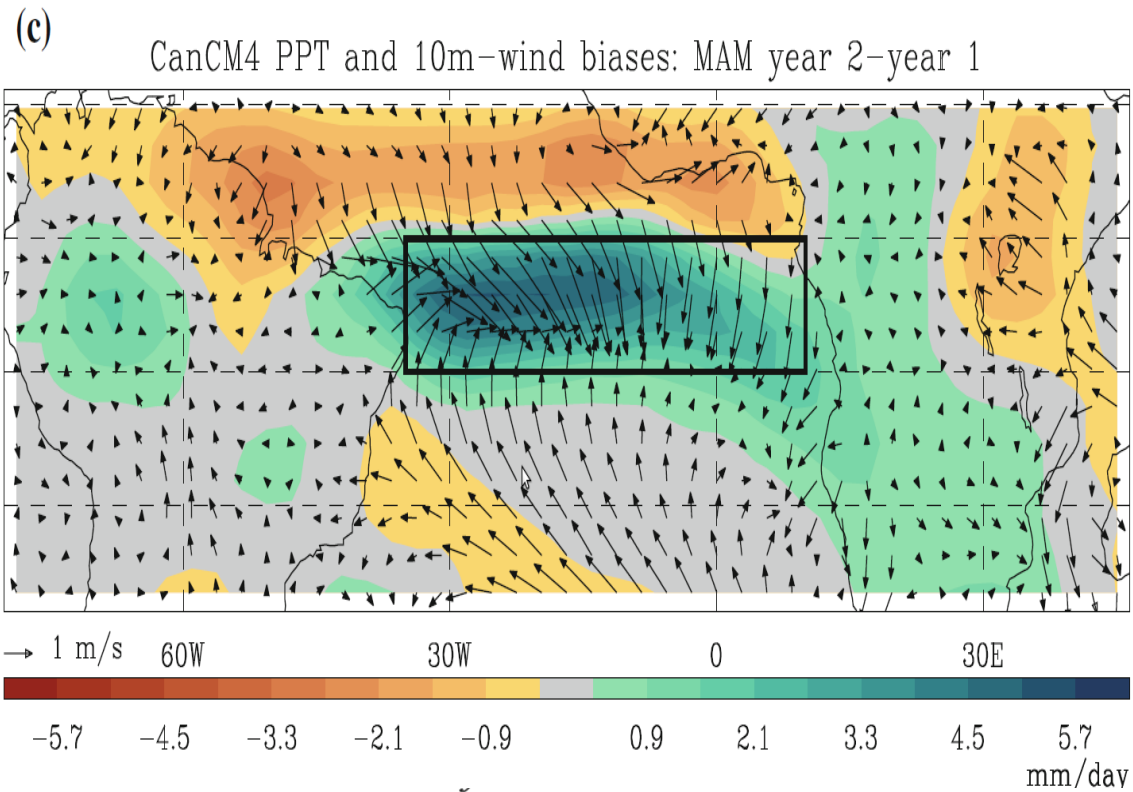 (c)
CanCM4 PPT and 10m-wind biases: MAM year 2-year 1
1 m/s 60W 30W 0 30E
-5.7 -4.5 -3.3 -2.1 -0.9 0.9 2.1 3.3 4.5 5.7
mm/day